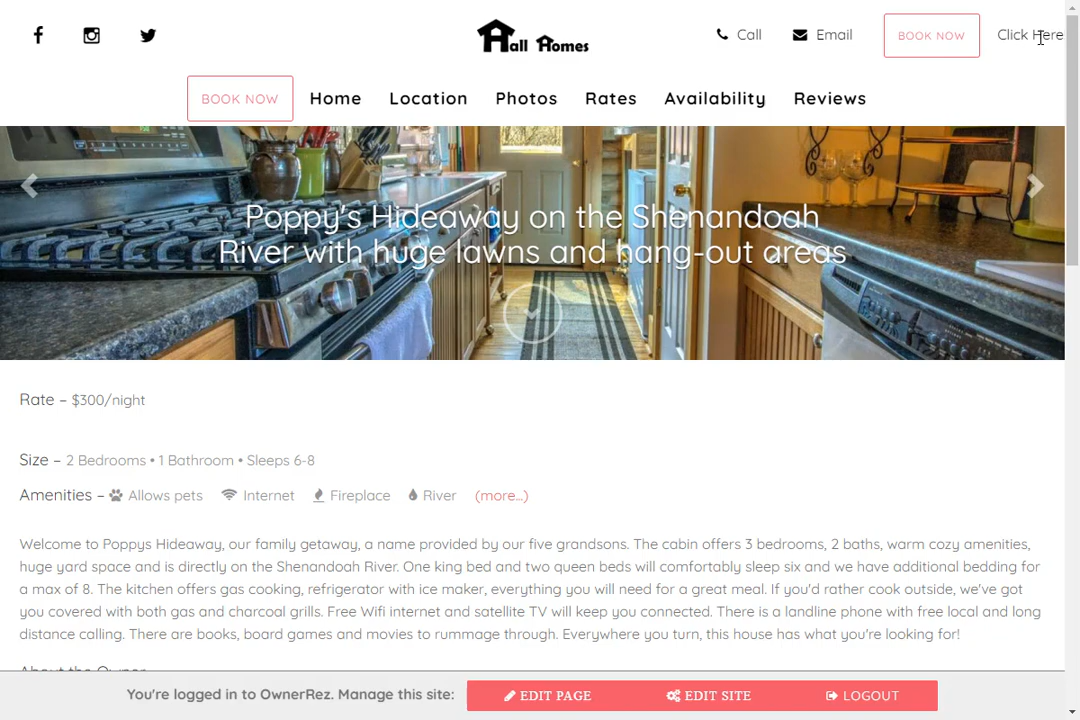 Hall Homes
Call Email BOOK NOW Click Here
BOOK NOW Home Location Photos Rates Availability Reviews
Poppy's Hideaway on the Shenandoah
River with huge lawns and hang-out areas
Rate – $300/night
Size – 2 Bedrooms • 1 Bathroom • Sleeps 6-8
Amenities – Allows pets Internet Fireplace River (more...)
Welcome to Poppys Hideaway, our family getaway, a name provided by our five grandsons. The cabin offers 3 bedrooms, 2 baths, warm cozy amenities,
huge yard space and is directly on the Shenandoah River. One king bed and two queen beds will comfortably sleep six and we have additional bedding for
a max of 8. The kitchen offers gas cooking, refrigerator with ice maker, everything you will need for a great meal. If you'd rather cook outside, we've got
you covered with both gas and charcoal grills. Free Wifi internet and satellite TV will keep you connected. There is a landline phone with free local and long
distance calling. There are books, board games and movies to rummage through. Everywhere you turn, this house has what you're looking for!
About the Owner
You're logged in to OwnerRez. Manage this site: EDIT PAGE EDIT SITE LOGOUT